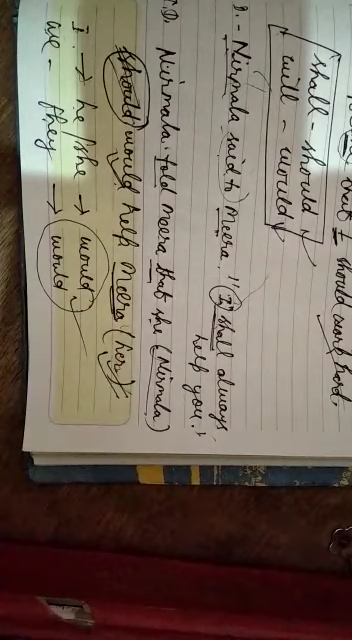 that I should work hard.
shall - should
will - would
D. - Nirmala said to Meera, "I shall always
help you."
I.D. Nirmala told Meera that she (Nirmala)
should would help Meera (her)
I → he/she → would
we - they → would